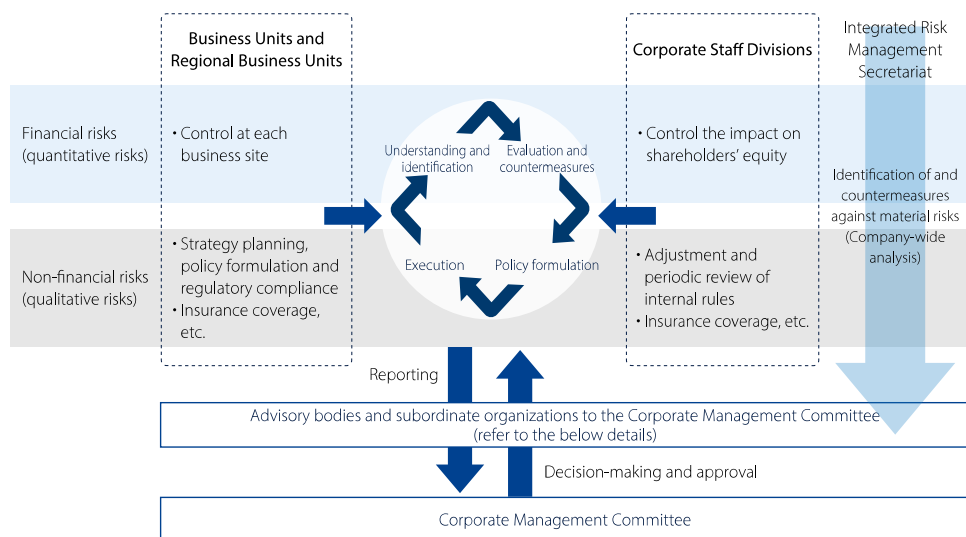 Business Units and
Regional Business Units
Corporate Staff Divisions
Integrated Risk
Management
Secretariat
Financial risks
(quantitative risks)
• Control at each
business site
Understanding and
identification
Evaluation and
countermeasures
• Control the impact on
shareholders’ equity
Identification of and
countermeasures
against material risks
(Company-wide
analysis)
Non-financial risks
(qualitative risks)
• Strategy planning,
policy formulation and
regulatory compliance
• Insurance coverage,
etc.
Execution
Policy formulation
• Adjustment and
periodic review of
internal rules
• Insurance coverage, etc.
Reporting
Advisory bodies and subordinate organizations to the Corporate Management Committee
(refer to the below details)
Decision-making and approval
Corporate Management Committee